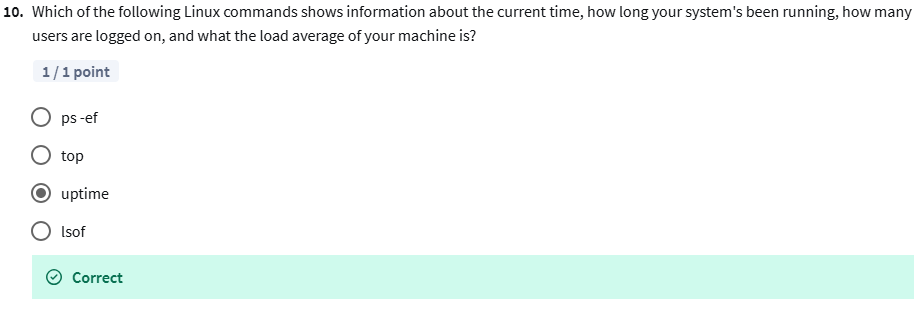 10. Which of the following Linux commands shows information about the current time, how long your system's been running, how many
users are logged on, and what the load average of your machine is?
1 / 1 point
ps -ef
top
uptime
lsof
Correct